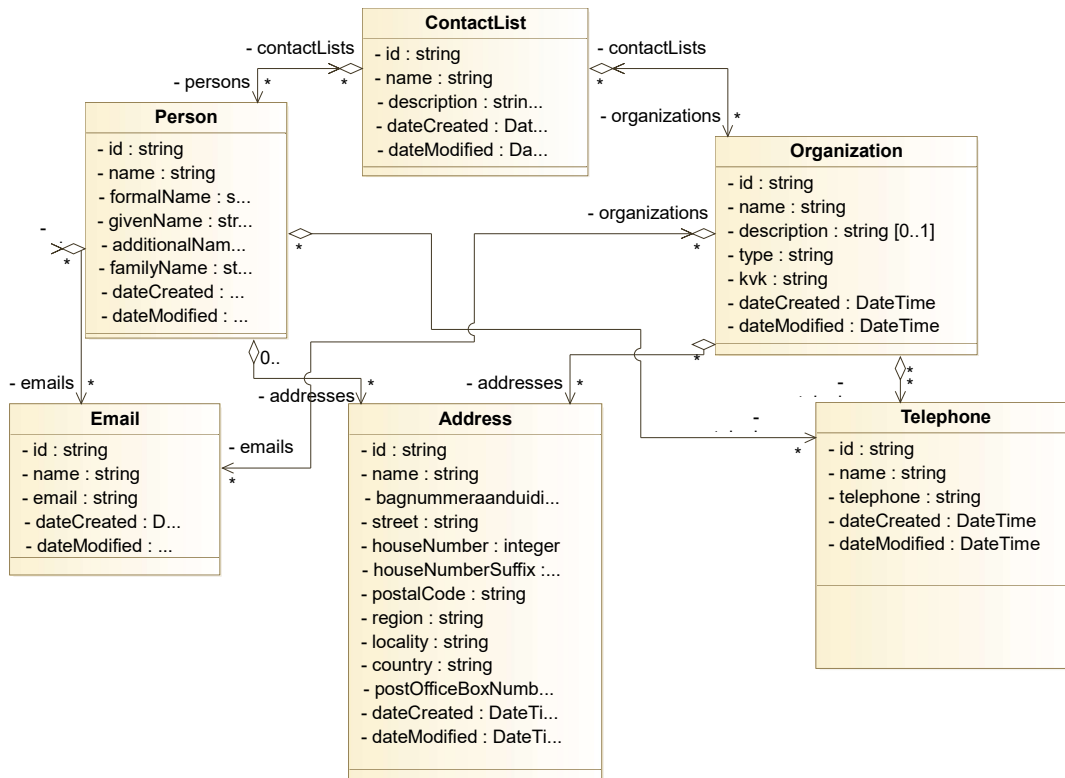 ContactList
- id : string
- name : string
- description : strin...
- dateCreated : Dat...
- dateModified : Da...
- contactLists
*
- persons
*
- contactLists
*
- organizations
*
Person
- id : string
- name : string
- formalName : s...
- givenName : str...
- additionalNam...
- familyName : st...
- dateCreated : ...
- dateModified : ...
Organization
- id : string
- name : string
- description : string [0..1]
- type : string
- kvk : string
- dateCreated : DateTime
- dateModified : DateTime
- organizations
*
-
*
*
0..
*
*
*
- emails
*
- addresses
*
- addresses
*
-
-
*
- emails
*
Email
- id : string
- name : string
- email : string
- dateCreated : D...
- dateModified : ...
Address
- id : string
- name : string
- bagnummeraanduidi...
- street : string
- houseNumber : integer
- houseNumberSuffix :...
- postalCode : string
- region : string
- locality : string
- country : string
- postOfficeBoxNumb...
- dateCreated : DateTi...
- dateModified : DateTi...
Telephone
- id : string
- name : string
- telephone : string
- dateCreated : DateTime
- dateModified : DateTime